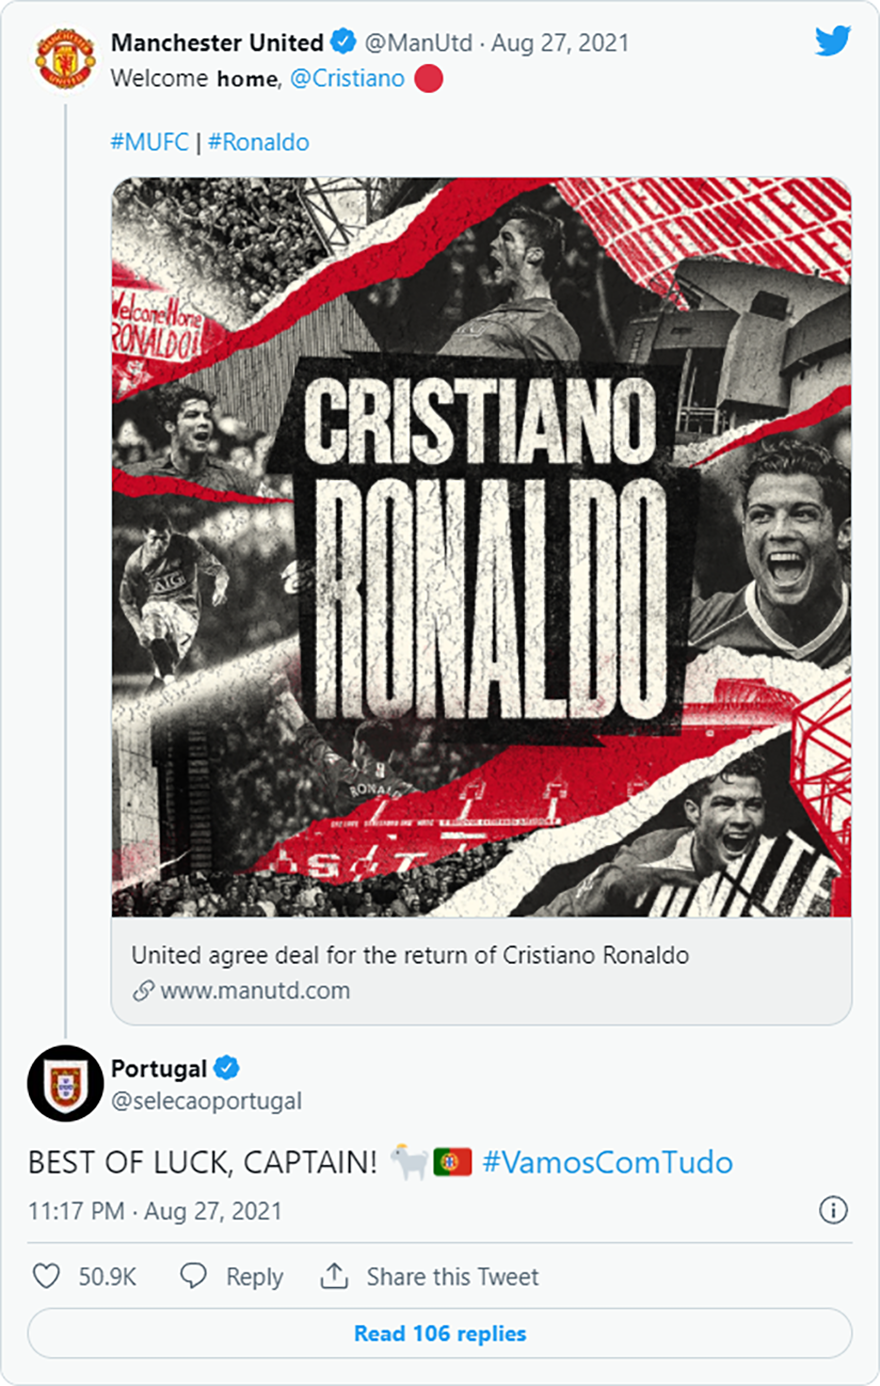 Manchester United @ManUtd · Aug 27, 2021
Welcome home, @Cristiano 🔴
#MUFC | #Ronaldo
UNITED UNITED
Welcome Home
RONALDO!
CRISTIANO
RONALDO
AIG
RONALDO
UNITED
United agree deal for the return of Cristiano Ronaldo
www.manutd.com
Portugal
@selecaoportugal
BEST OF LUCK, CAPTAIN! 🐐🇵🇹 #VamosComTudo
11:17 PM · Aug 27, 2021
50.9K Reply Share this Tweet
Read 106 replies